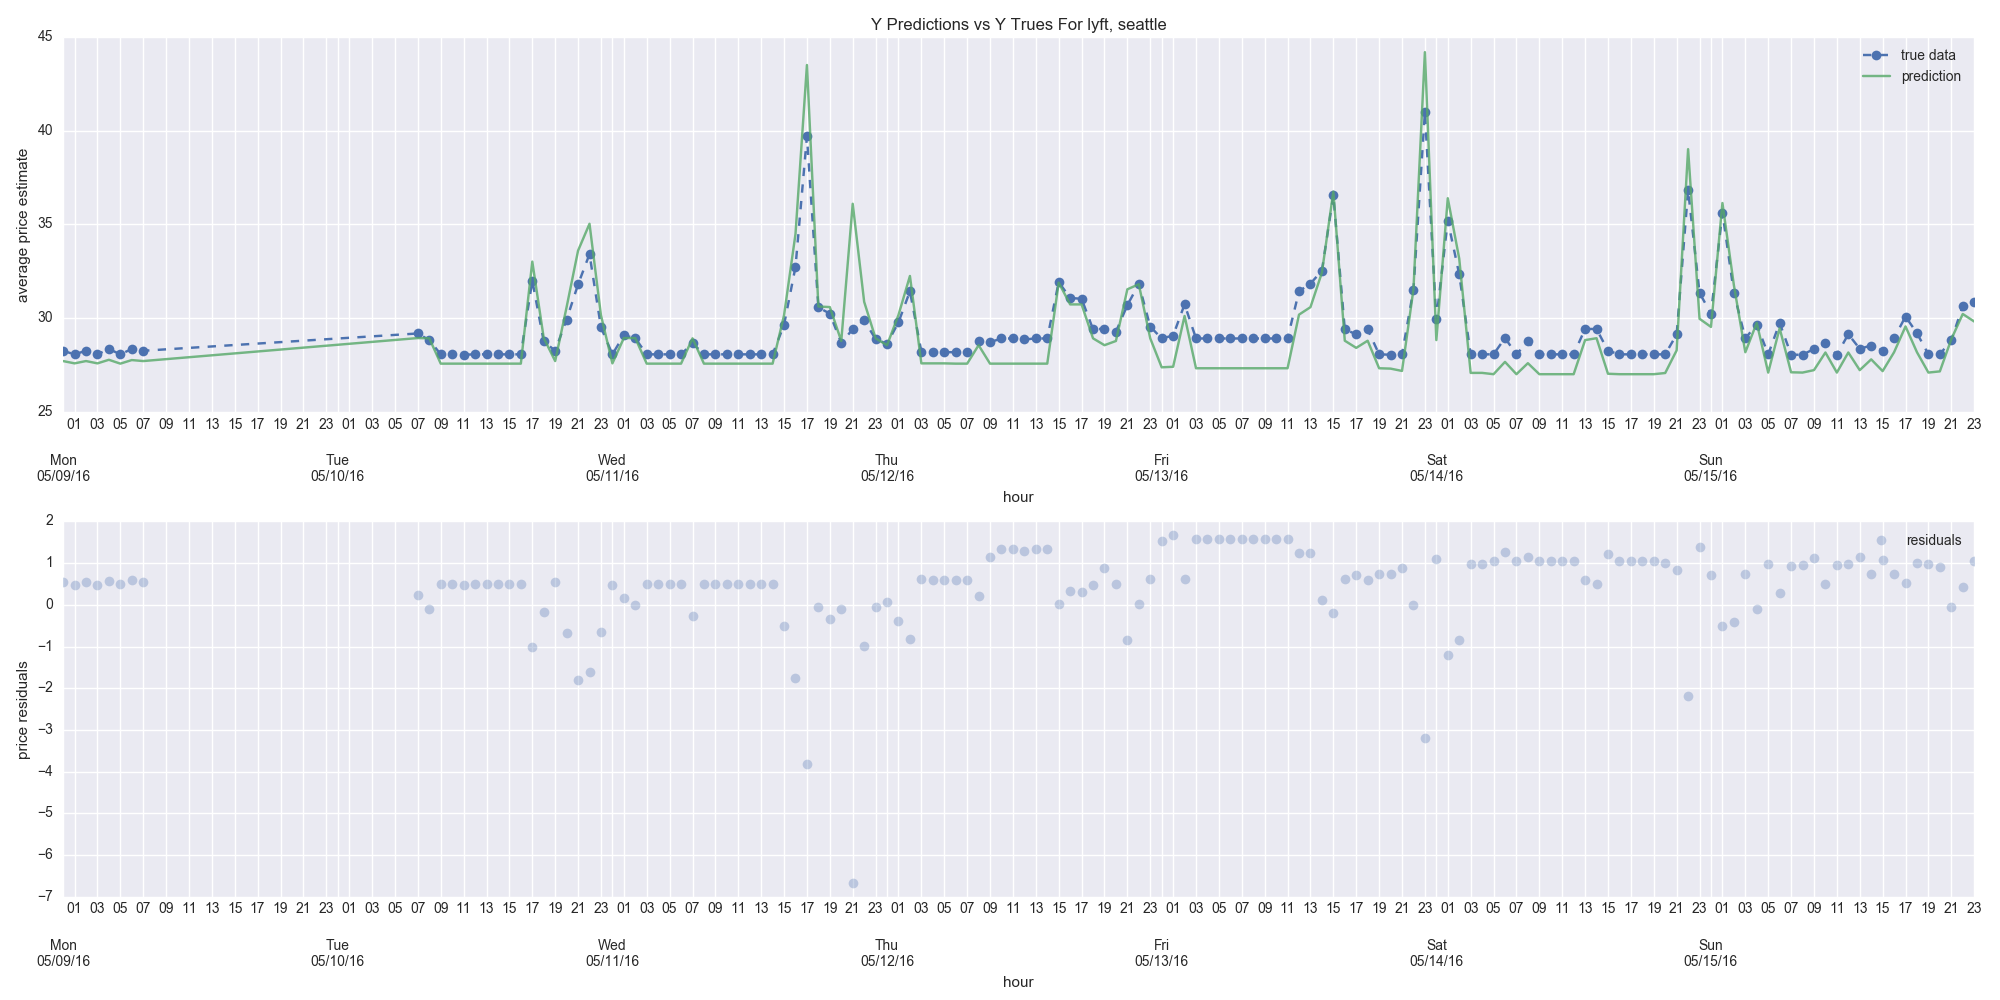 Y Predictions vs Y Trues For lyft, seattle
45
40
35
30
25
average price estimate
true data
prediction
01 03 05 07 09 11 13 15 17 19 21 23 01 03 05 07 09 11 13 15 17 19 21 23 01 03 05 07 09 11 13 15 17 19 21 23 01 03 05 07 09 11 13 15 17 19 21 23 01 03 05 07 09 11 13 15 17 19 21 23 01 03 05 07 09 11 13 15 17 19 21 23 01 03 05 07 09 11 13 15 17 19 21 23
Mon Tue Wed Thu Fri Sat Sun
05/09/16 05/10/16 05/11/16 05/12/16 05/13/16 05/14/16 05/15/16
hour
2
1
0
−1
−2
−3
−4
−5
−6
−7
price residuals
residuals
01 03 05 07 09 11 13 15 17 19 21 23 01 03 05 07 09 11 13 15 17 19 21 23 01 03 05 07 09 11 13 15 17 19 21 23 01 03 05 07 09 11 13 15 17 19 21 23 01 03 05 07 09 11 13 15 17 19 21 23 01 03 05 07 09 11 13 15 17 19 21 23 01 03 05 07 09 11 13 15 17 19 21 23
Mon Tue Wed Thu Fri Sat Sun
05/09/16 05/10/16 05/11/16 05/12/16 05/13/16 05/14/16 05/15/16
hour